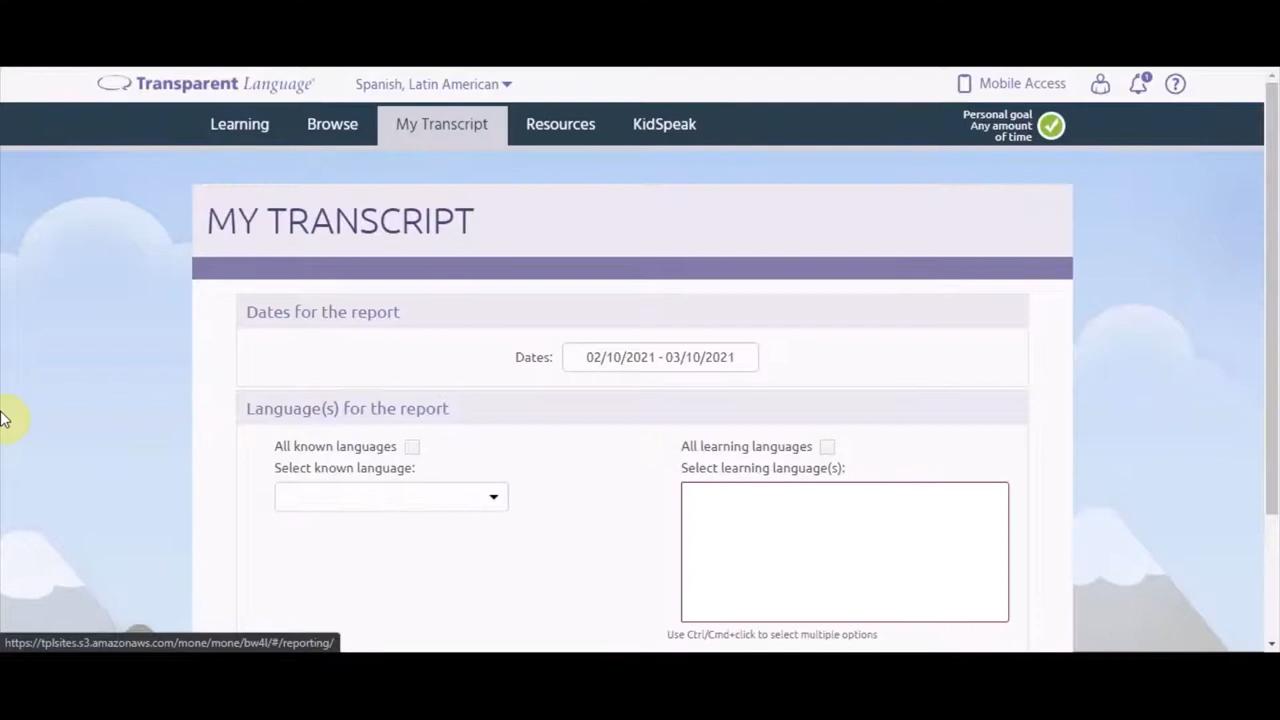 Transparent Language
Spanish, Latin American
Mobile Access
1
?
Learning
Browse
My Transcript
Resources
KidSpeak
Personal goal
Any amount
of time
MY TRANSCRIPT
Dates for the report
Dates:
02/10/2021 - 03/10/2021
Language(s) for the report
All known languages
All learning languages
Select known language:
Select learning language(s):
Use Ctrl/Cmd+click to select multiple options
https://tplsites.s3.amazonaws.com/mone/mone/bw4l/#/reporting/